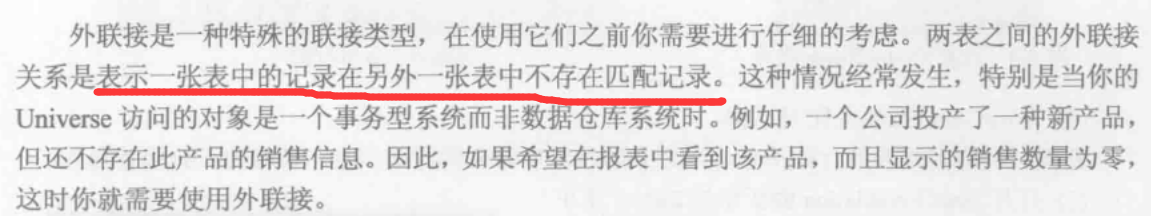 外联接是一种特殊的联接类型，在使用它们之前你需要进行仔细的考虑。两表之间的外联接
关系是表示一张表中的记录在另外一张表中不存在匹配记录。这种情况经常发生，特别是当你的
Universe 访问的对象是一个事务型系统而非数据仓库系统时。例如，一个公司投产了一种新产品，
但还不存在此产品的销售信息。因此，如果希望在报表中看到该产品，而且显示的销售数量为零，
这时你就需要使用外联接。